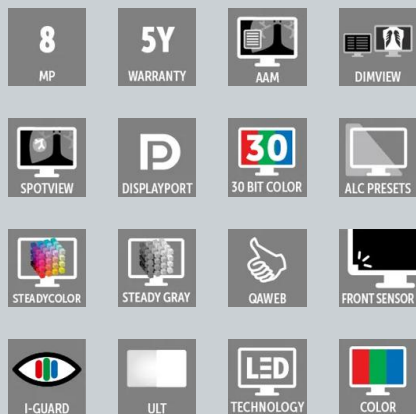 8
MP
5Y
WARRANTY
AAM
DIMVIEW
SPOTVIEW
DISPLAYPORT
30
30 BIT COLOR
ALC PRESETS
STEADYCOLOR
STEADY GRAY
QAWEB
FRONT SENSOR
I-GUARD
ULT
LED
TECHNOLOGY
COLOR